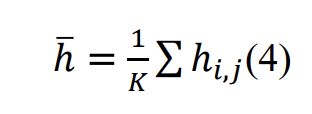 h̅ = 1/K ∑ h_{i,j}(4)